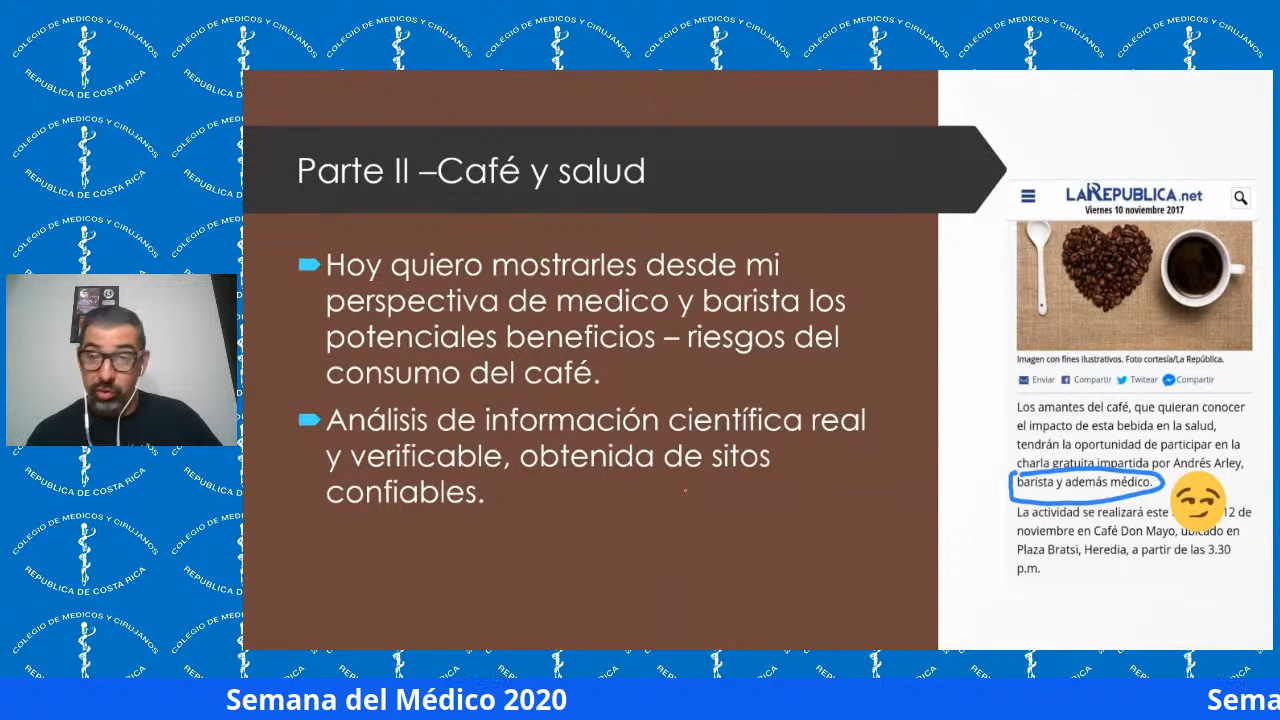 COLEGIO DE MEDICOS Y CIRUJANOS
REPUBLICA DE COSTA RICA
Parte II –Café y salud
Hoy quiero mostrarles desde mi
perspectiva de medico y barista los
potenciales beneficios – riesgos del
consumo del café.
Análisis de información científica real
y verificable, obtenida de sitos
confiables.
LAREPUBLICA.net
Viernes 10 noviembre 2017
Imagen con fines ilustrativos. Foto cortesía/La República.
Enviar Compartir Twitear Compartir
Los amantes del café, que quieran conocer
el impacto de esta bebida en la salud,
tendrán la oportunidad de participar en la
charla gratuita impartida por Andrés Arley,
barista y además médico.
La actividad se realizará este 12 de
noviembre en Café Don Mayo, ubicado en
Plaza Bratsi, Heredia, a partir de las 3.30
p.m.
Semana del Médico 2020
Sema